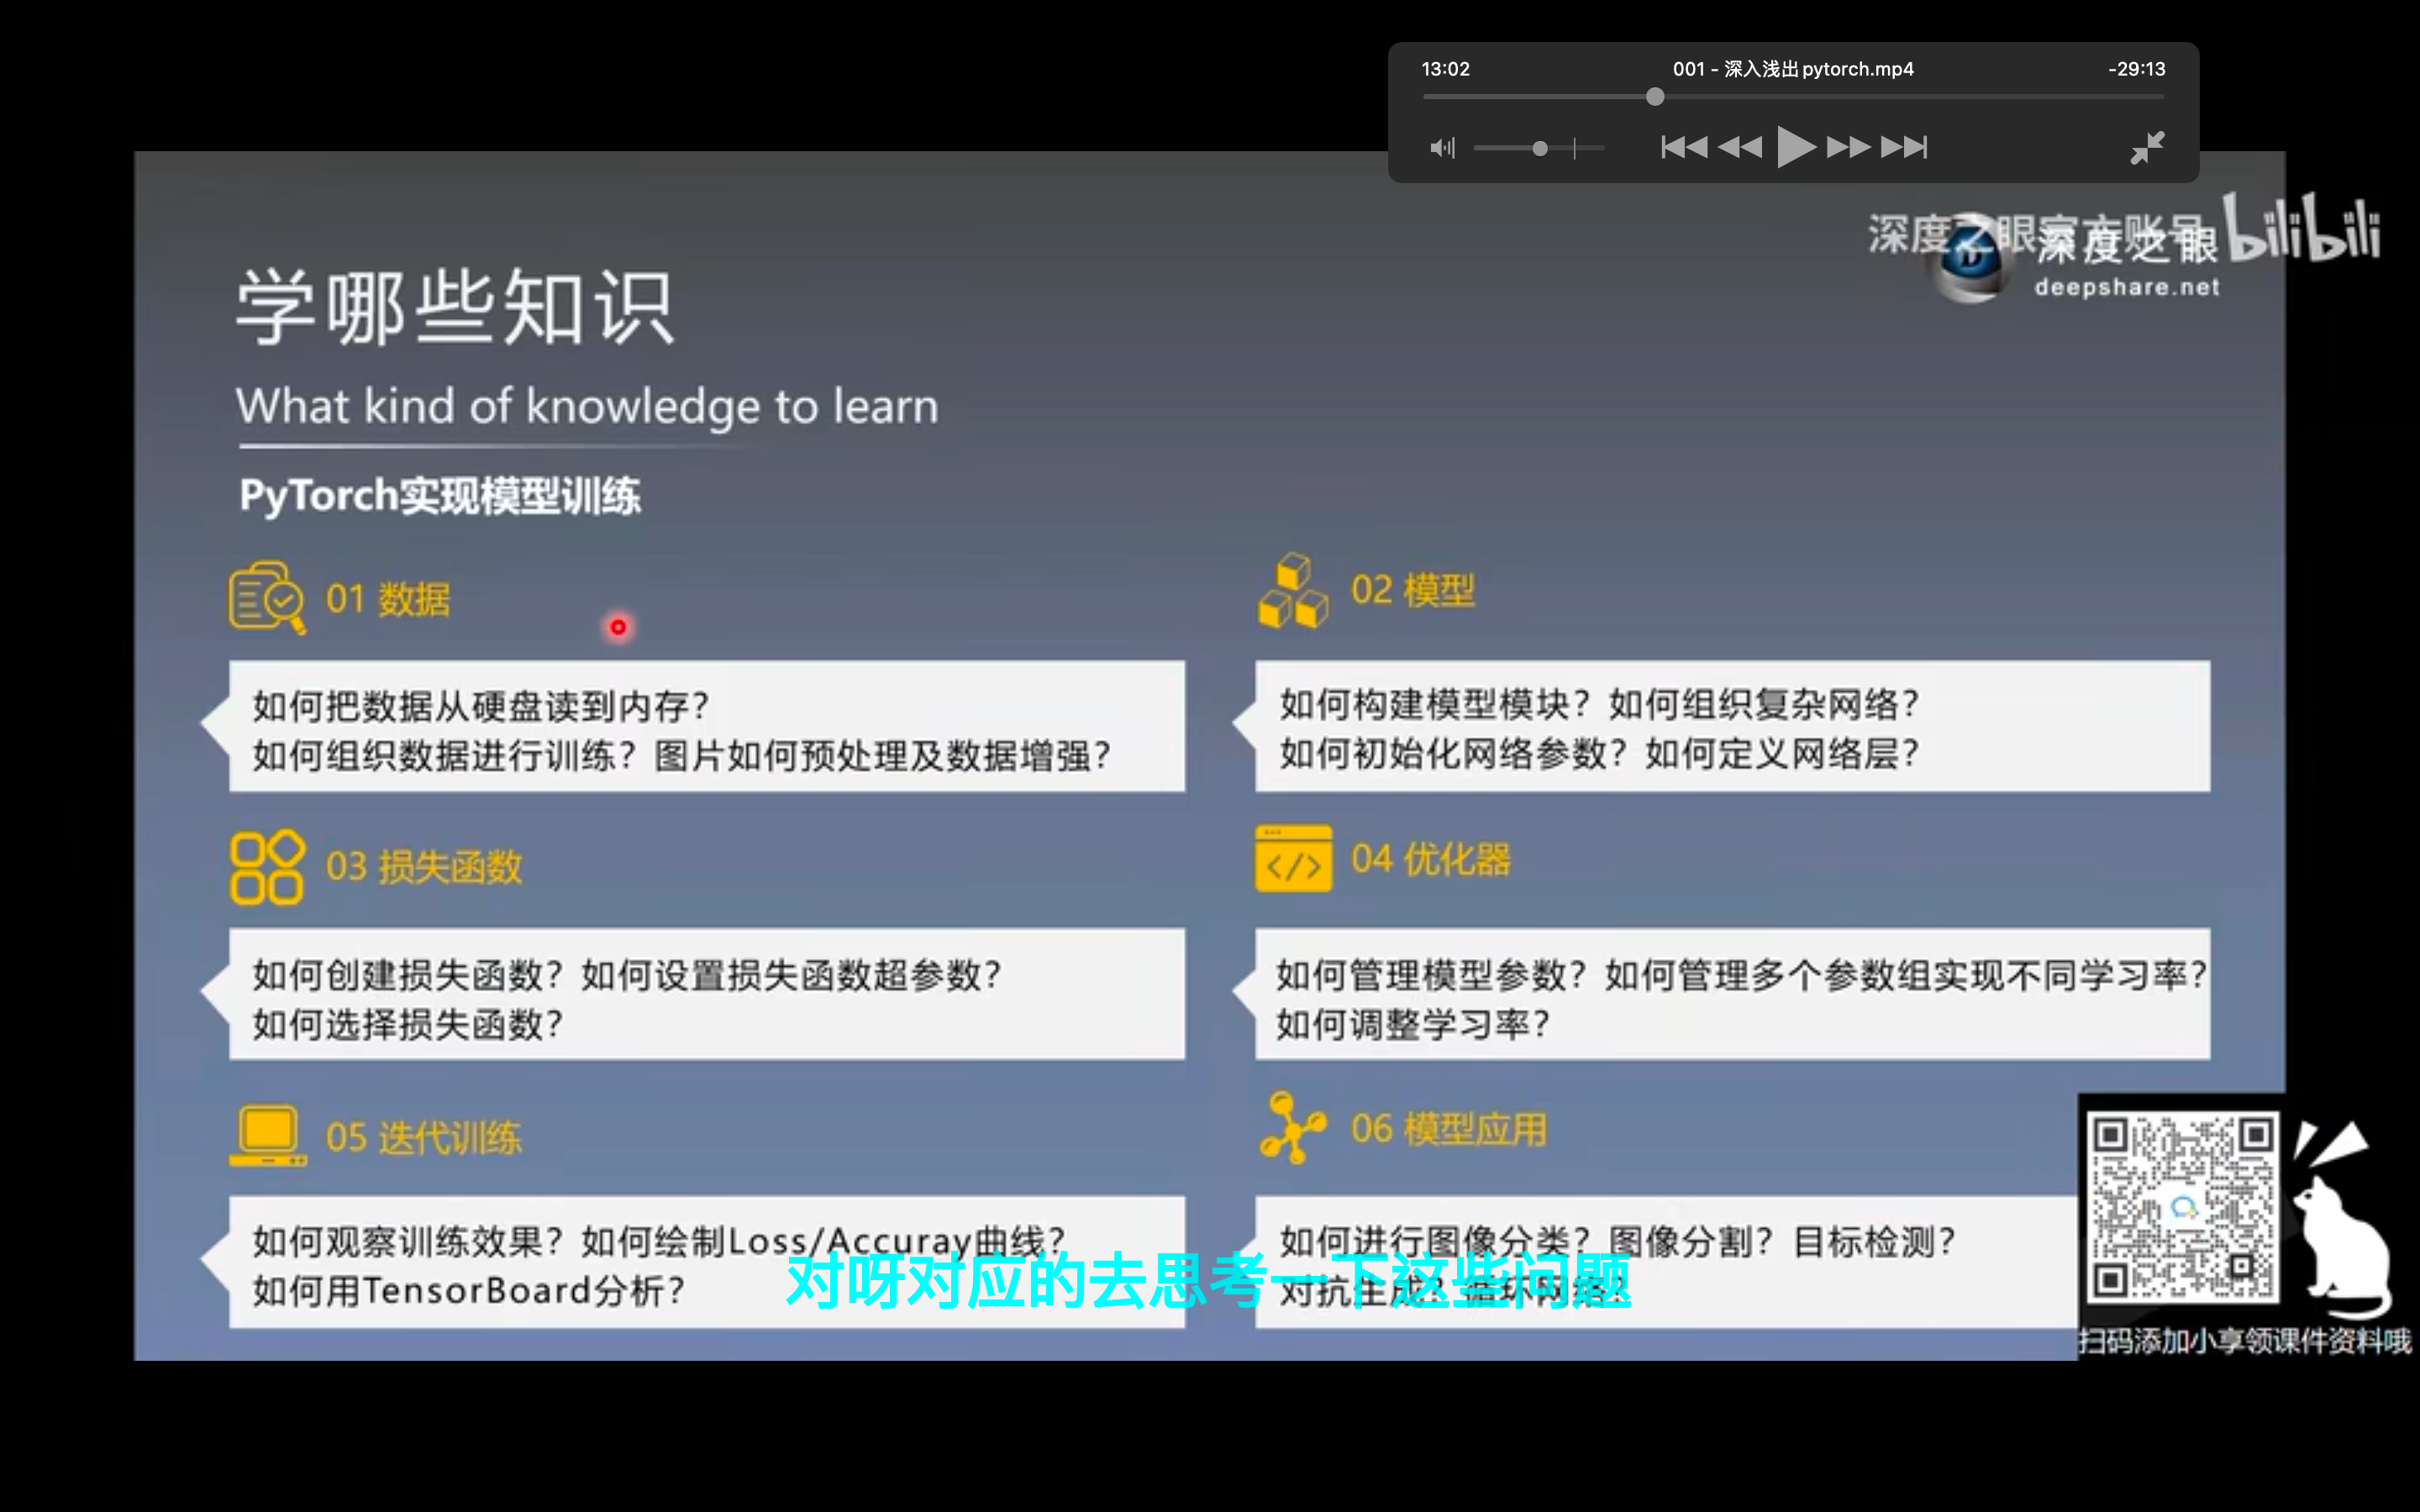 13:02
001 - 深入浅出pytorch.mp4
-29:13
深度之眼官方账号
bilibili
深度之眼
deepshare.net
学哪些知识
What kind of knowledge to learn
PyTorch实现模型训练
01 数据
如何把数据从硬盘读到内存？
如何组织数据进行训练？图片如何预处理及数据增强？
02 模型
如何构建模型模块？如何组织复杂网络？
如何初始化网络参数？如何定义网络层？
03 损失函数
如何创建损失函数？如何设置损失函数超参数？
如何选择损失函数？
04 优化器
如何管理模型参数？如何管理多个参数组实现不同学习率？
如何调整学习率？
05 迭代训练
如何观察训练效果？如何绘制Loss/Accuray曲线？
如何用TensorBoard分析？
06 模型应用
如何进行图像分类？图像分割？目标检测？
对抗生成？循环网络？
对呀对应的去思考一下这些问题
扫码添加小享领课件资料哦